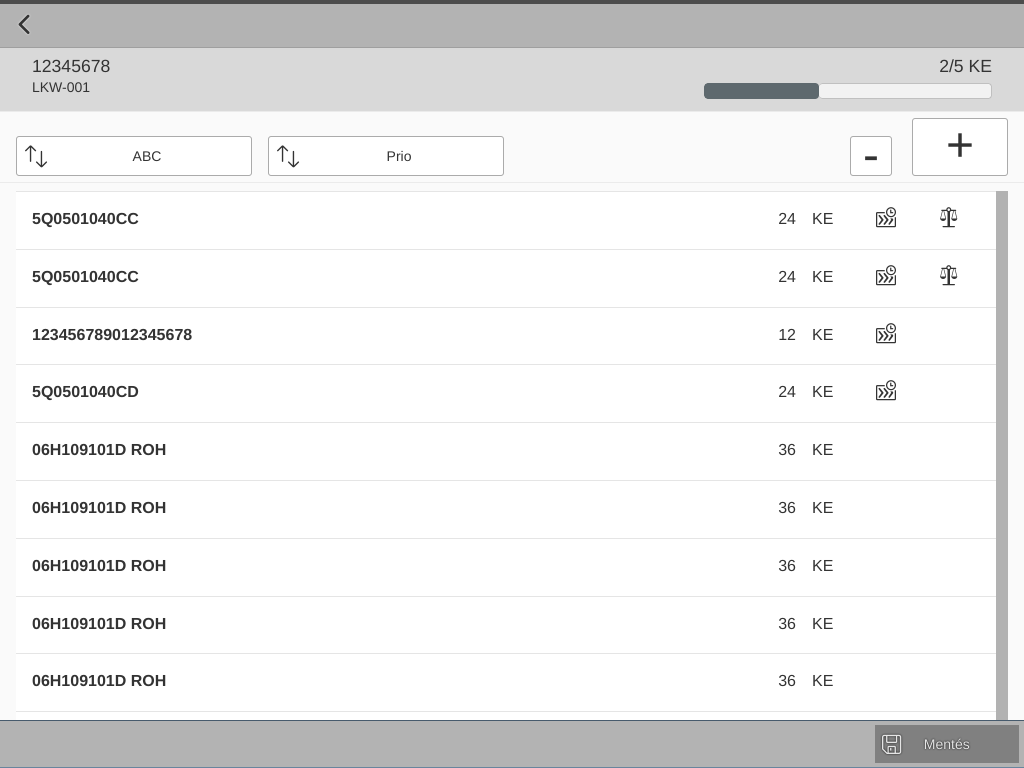 12345678
2/5 KE
LKW-001
ABC
Prio
-
+
5Q0501040CC 24 KE
5Q0501040CC 24 KE
123456789012345678 12 KE
5Q0501040CD 24 KE
06H109101D ROH 36 KE
06H109101D ROH 36 KE
06H109101D ROH 36 KE
06H109101D ROH 36 KE
06H109101D ROH 36 KE
Mentés